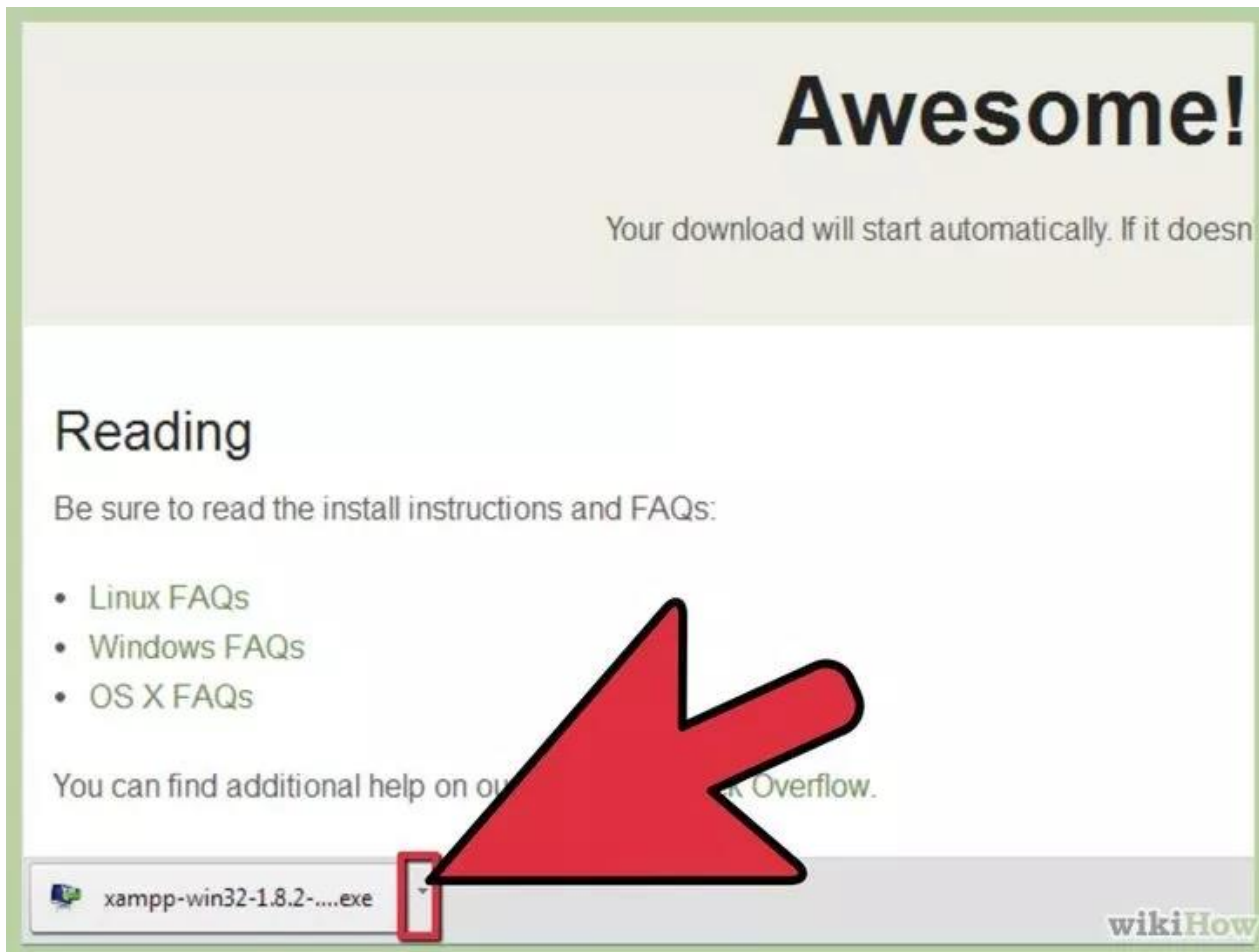 Awesome!
Your download will start automatically. If it doesn
Reading
Be sure to read the install instructions and FAQs:
• Linux FAQs
• Windows FAQs
• OS X FAQs
You can find additional help on Overflow.
xampp-win32-1.8.2-....exe
wikiHow